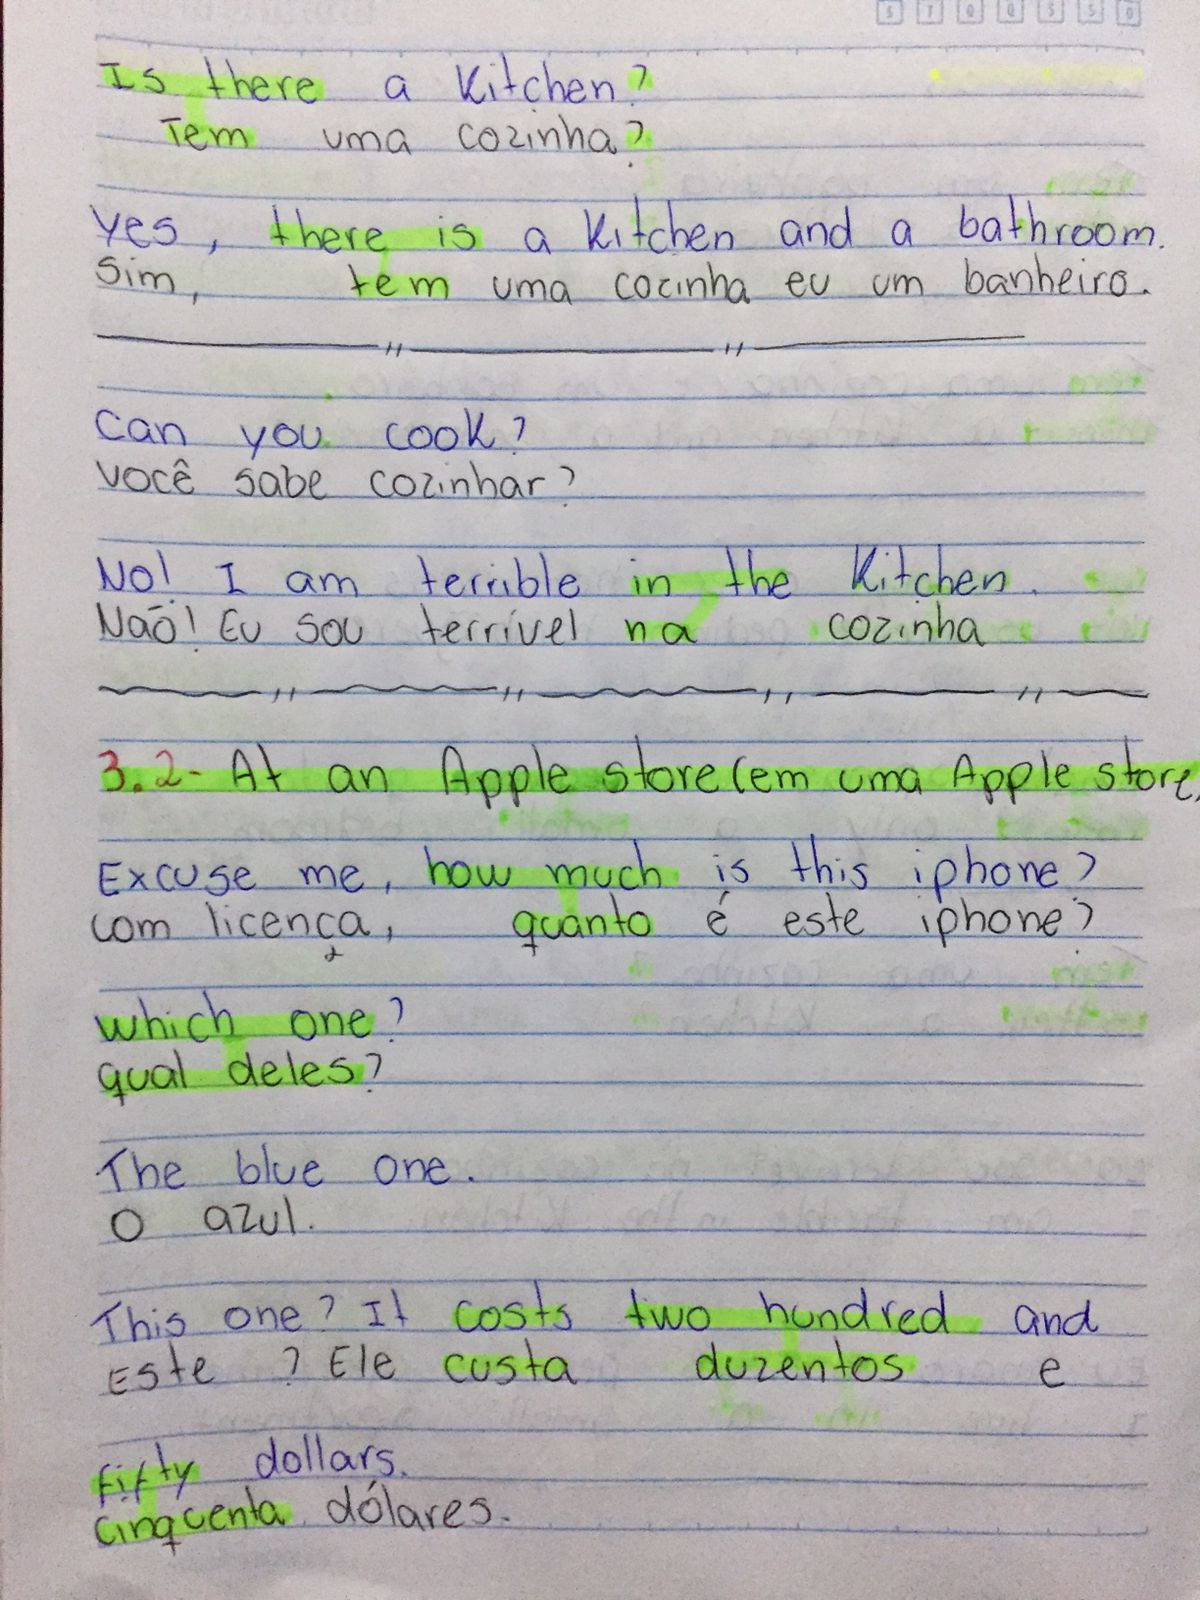 S T Q Q S S D
Is there a kitchen?
Tem uma cozinha?
Yes, there is a kitchen and a bathroom.
Sim, tem uma cozinha eu um banheiro.
Can you cook?
Você sabe cozinhar?
No! I am terrible in the kitchen.
Não! Eu sou terrível na cozinha
3.2- At an Apple store (em uma Apple store)
Excuse me, how much is this iphone?
com licença, quanto é este iphone?
which one?
qual deles?
The blue one.
O azul.
This one? It costs two hundred and
Este ? Ele custa duzentos e
fifty dollars.
cinquenta dólares.